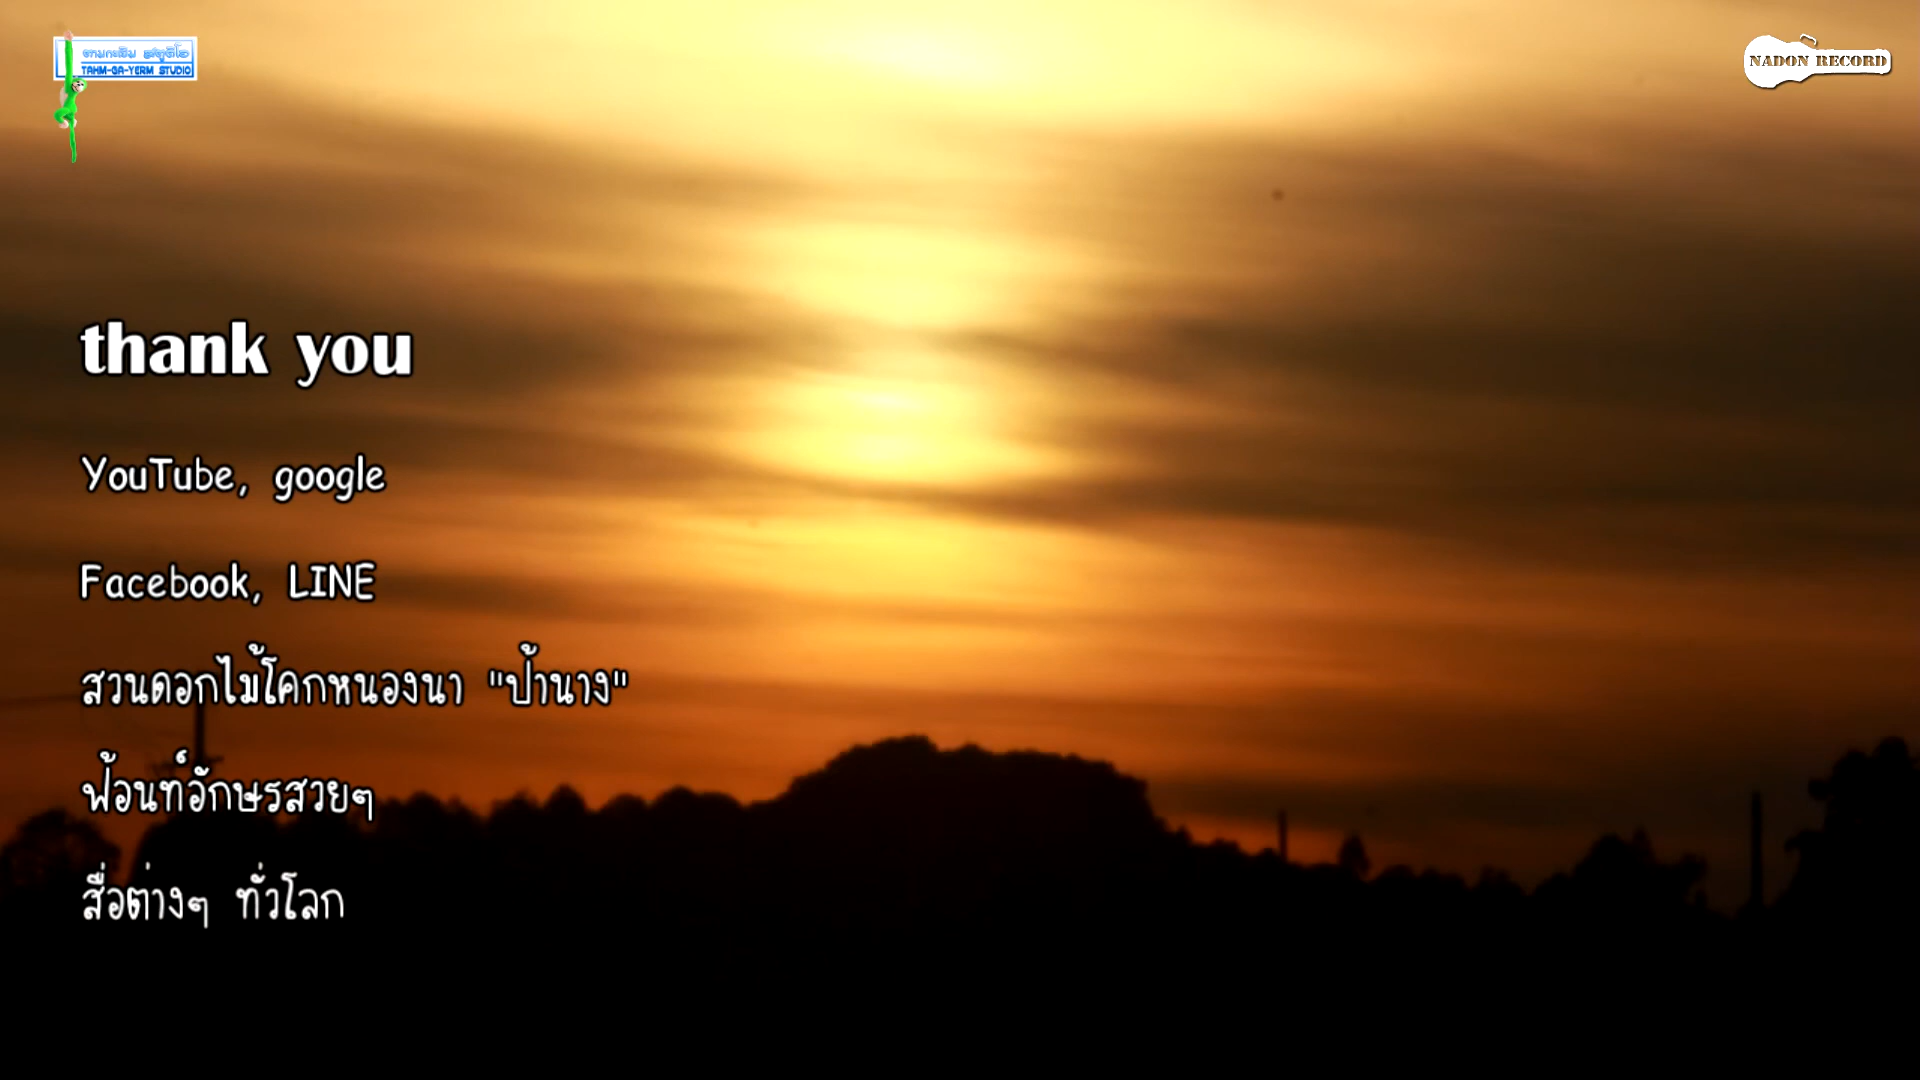 ตามกะเยิม สตูดิโอ
TAHM-GA-YERM STUDIO
NADON RECORD
thank you
YouTube, google
Facebook, LINE
สวนดอกไม้โคกหนองนา "ป้านาง"
ฟ้อนท์อักษรสวยๆ
สื่อต่างๆ ทั่วโลก